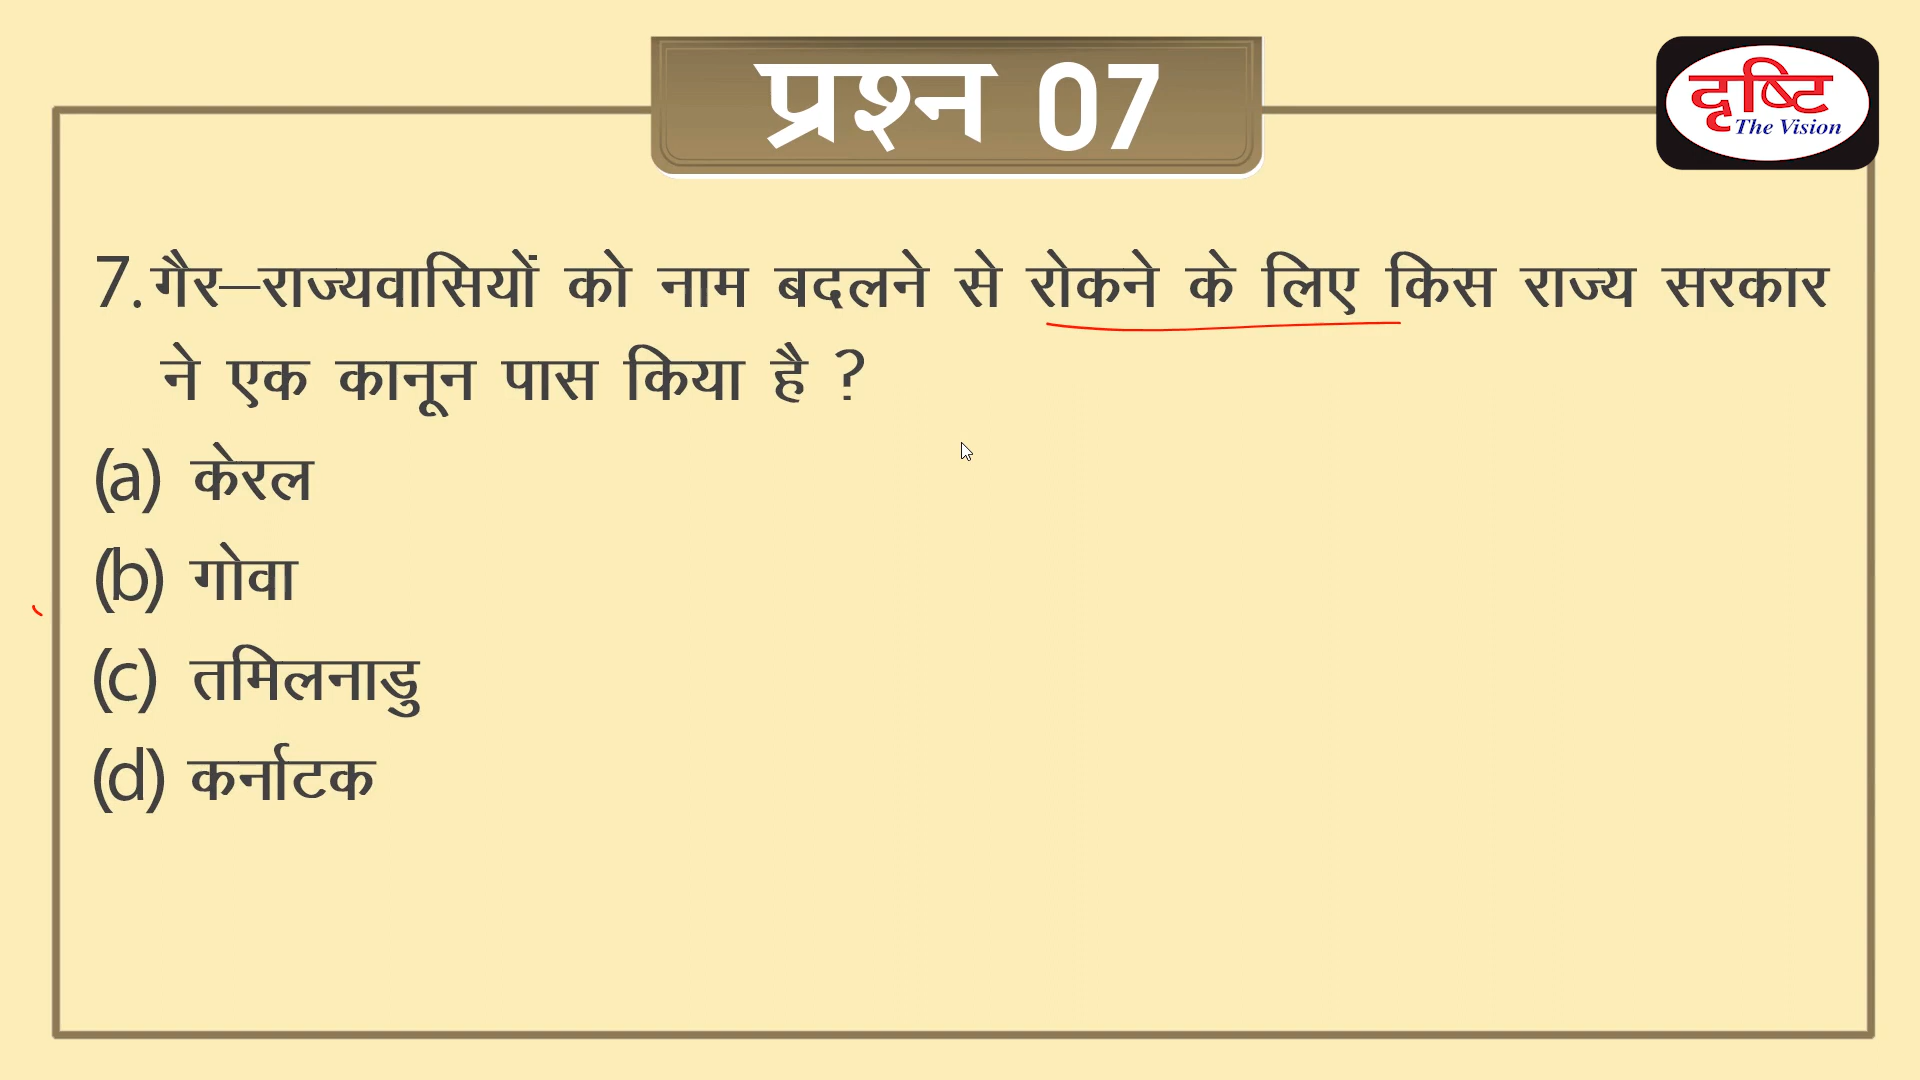 प्रश्न 07
दृष्टि
The Vision
7. गैर–राज्यवासियों को नाम बदलने से रोकने के लिए किस राज्य सरकार
ने एक कानून पास किया है ?
(a) केरल
(b) गोवा
(c) तमिलनाडु
(d) कर्नाटक